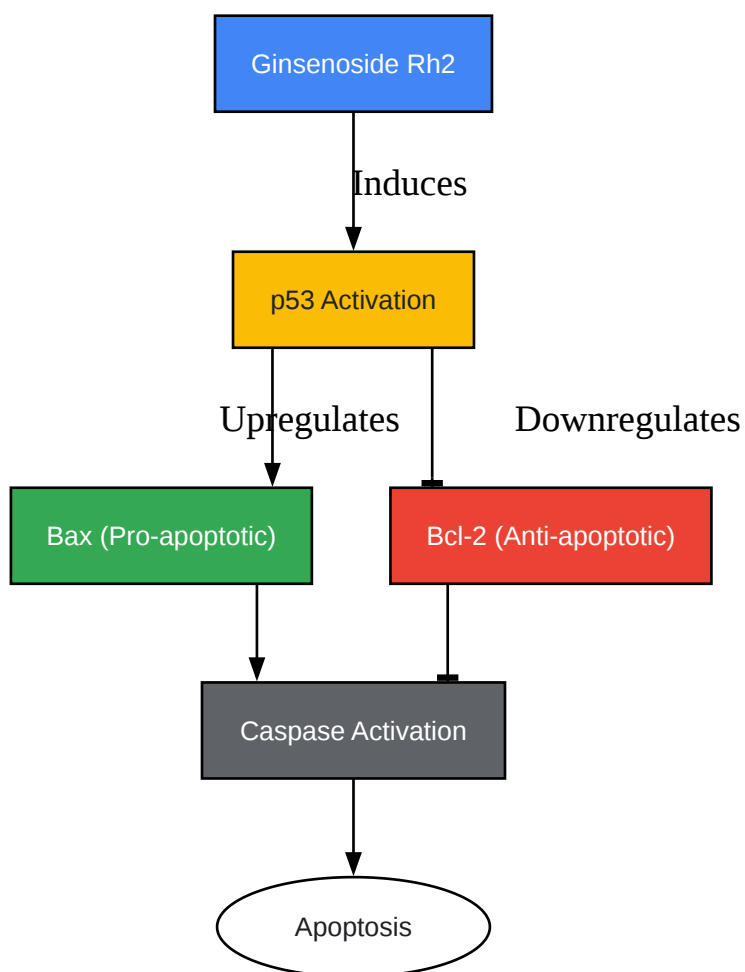 Ginsenoside Rh2
Induces
p53 Activation
Upregulates
Downregulates
Bax (Pro-apoptotic)
Bcl-2 (Anti-apoptotic)
Caspase Activation
Apoptosis